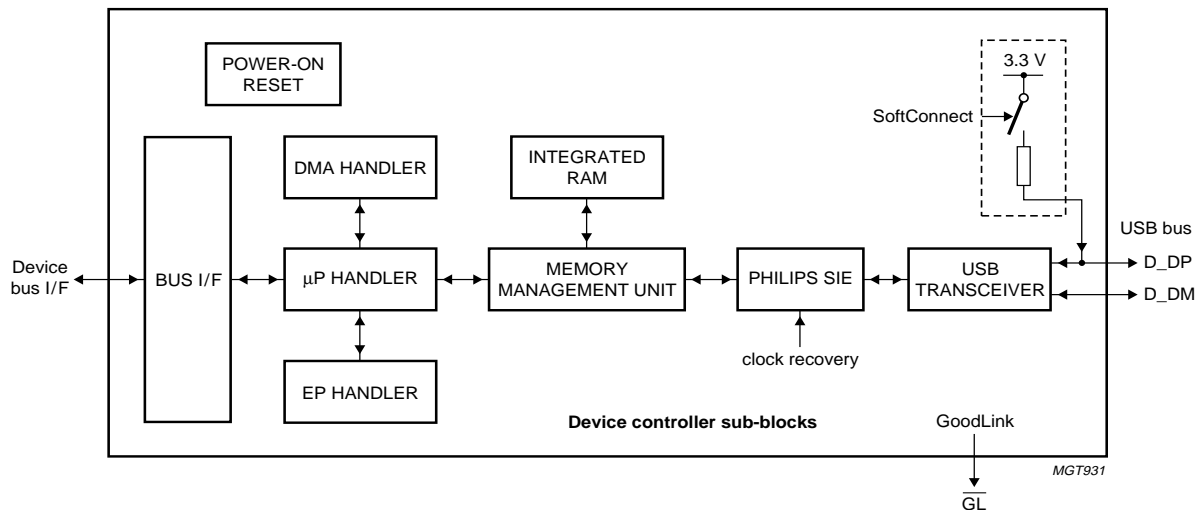 POWER-ON
RESET
3.3 V
SoftConnect
DMA HANDLER
INTEGRATED
RAM
USB bus
Device
bus I/F
BUS I/F
μP HANDLER
MEMORY
MANAGEMENT UNIT
PHILIPS SIE
USB
TRANSCEIVER
D_DP
D_DM
clock recovery
EP HANDLER
Device controller sub-blocks
GoodLink
MGT931
GL